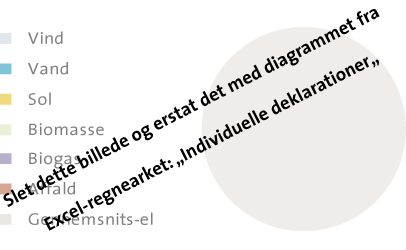 Vind
Vand
Sol
Biomasse
Biogas
Affald
Gennemsnits-el
Slet dette billede og erstat det med diagrammet fra
Excel-regnearket: „Individuelle deklarationer„